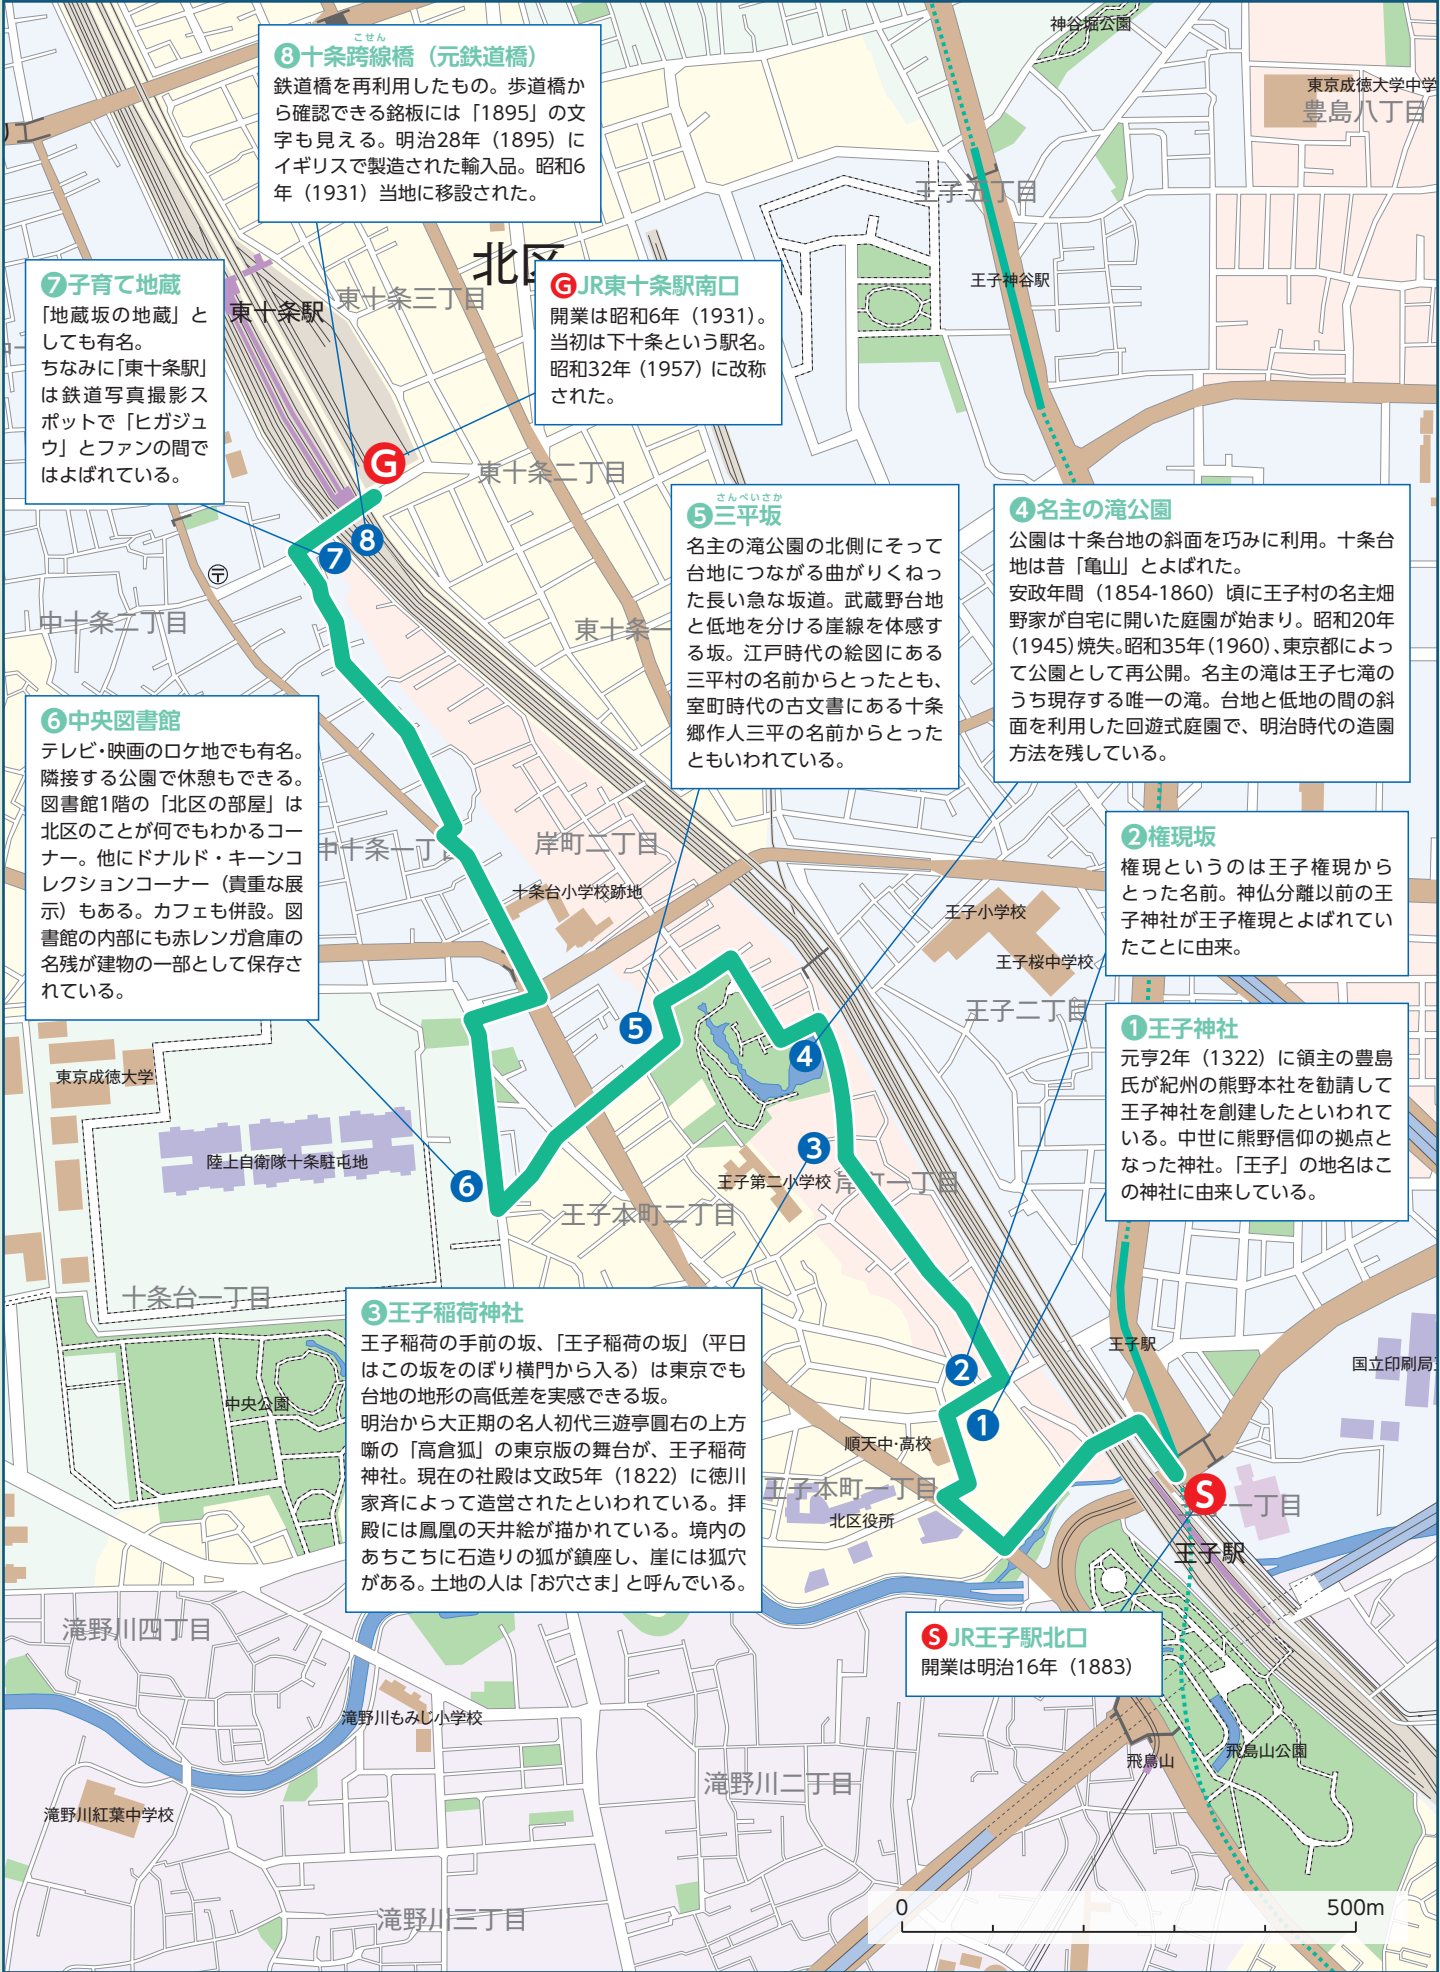 神谷堀公園
東京成徳大学中学
豊島八丁目
王子五丁目
王子神谷駅
北区
こせん
❽十条跨線橋（元鉄道橋）
鉄道橋を再利用したもの。歩道橋か
ら確認できる銘板には「1895」の文
字も見える。明治28年（1895）に
イギリスで製造された輸入品。昭和6
年（1931）当地に移設された。
❼子育て地蔵
「地蔵坂の地蔵」と
しても有名。
ちなみに「東十条駅」
は鉄道写真撮影ス
ポットで「ヒガジュ
ウ」とファンの間で
はよばれている。
東十条駅
東十条三丁目
GJR東十条駅南口
開業は昭和6年（1931）。
当初は下十条という駅名。
昭和32年（1957）に改称
された。
G
東十条二丁目
8
7
中十条二丁目
東十条一
さんぺいさか
❺三平坂
名主の滝公園の北側にそって
台地につながる曲がりくねっ
た長い急な坂道。武蔵野台地
と低地を分ける崖線を体感す
る坂。江戸時代の絵図にある
三平村の名前からとったとも、
室町時代の古文書にある十条
郷作人三平の名前からとった
ともいわれている。
❹名主の滝公園
公園は十条台地の斜面を巧みに利用。十条台
地は昔「亀山」とよばれた。
安政年間（1854-1860）頃に王子村の名主畑
野家が自宅に開いた庭園が始まり。昭和20年
（1945）焼失。昭和35年（1960）、東京都によっ
て公園として再公開。名主の滝は王子七滝の
うち現存する唯一の滝。台地と低地の間の斜
面を利用した回遊式庭園で、明治時代の造園
方法を残している。
❻中央図書館
テレビ・映画のロケ地でも有名。
隣接する公園で休憩もできる。
図書館1階の「北区の部屋」は
北区のことが何でもわかるコー
ナー。他にドナルド・キーンコ
レクションコーナー（貴重な展
示）もある。カフェも併設。図
書館の内部にも赤レンガ倉庫の
名残が建物の一部として保存さ
れている。
中十条一丁目
岸町二丁目
十条台小学校跡地
王子小学校
王子桜中学校
王子二丁目
❷権現坂
権現というのは王子権現から
とった名前。神仏分離以前の王
子神社が王子権現とよばれてい
たことに由来。
❶王子神社
元亨2年（1322）に領主の豊島
氏が紀州の熊野本社を勧請して
王子神社を創建したといわれて
いる。中世に熊野信仰の拠点と
なった神社。「王子」の地名はこ
の神社に由来している。
5
4
東京成徳大学
陸上自衛隊十条駐屯地
3
6
王子第二小学校
岸町一丁目
王子本町二丁目
十条台一丁目
中央公園
❸王子稲荷神社
王子稲荷の手前の坂、「王子稲荷の坂」（平日
はこの坂をのぼり横門から入る）は東京でも
台地の地形の高低差を実感できる坂。
明治から大正期の名人初代三遊亭圓右の上方
噺の「高倉狐」の東京版の舞台が、王子稲荷
神社。現在の社殿は文政5年（1822）に徳川
家斉によって造営されたといわれている。拝
殿には鳳凰の天井絵が描かれている。境内の
あちこちに石造りの狐が鎮座し、崖には狐穴
がある。土地の人は「お穴さま」と呼んでいる。
王子駅
国立印刷局王
2
1
順天中・高校
王子本町一丁目
北区役所
S
王子一丁目
王子駅
滝野川四丁目
SJR王子駅北口
開業は明治16年（1883）
滝野川もみじ小学校
飛鳥山
飛鳥山公園
滝野川二丁目
滝野川紅葉中学校
滝野川三丁目
0 500m